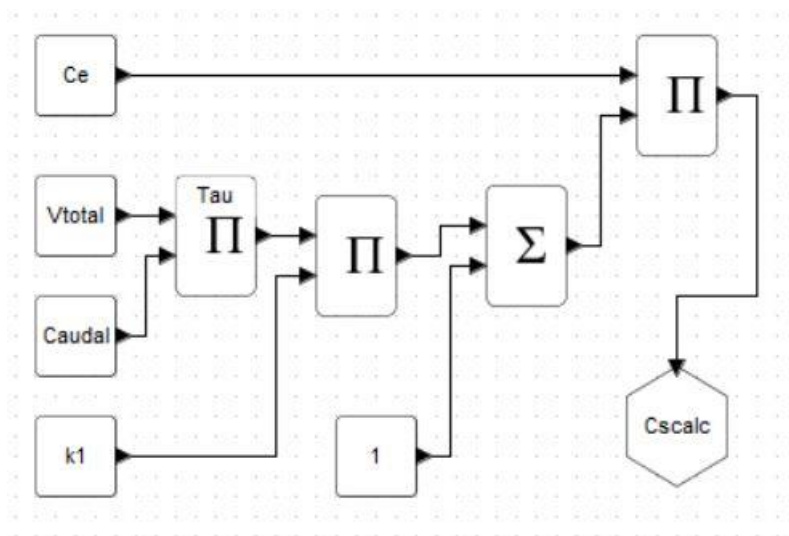 Ce
∏
Vtotal
Tau
∏
∏
Σ
Caudal
k1
1
Cscalc